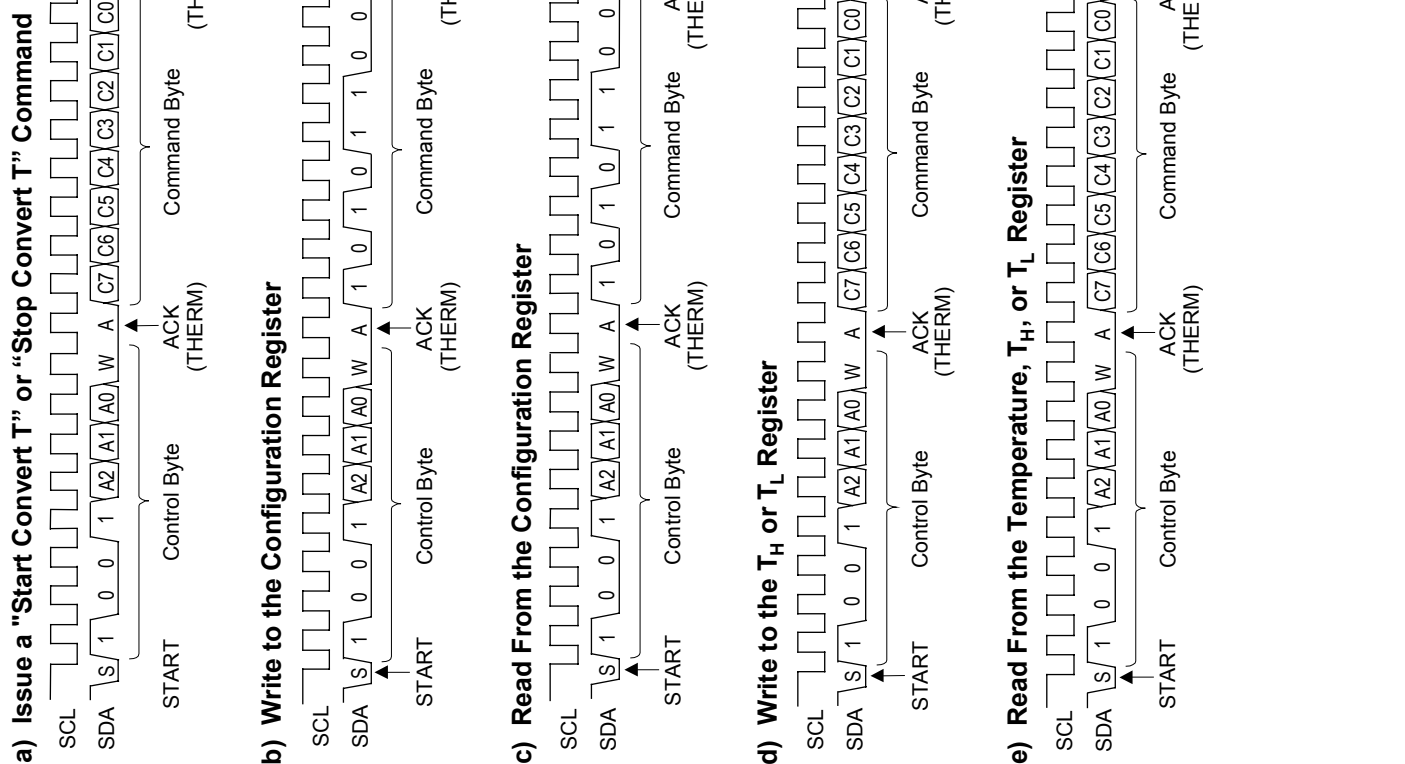 a) Issue a "Start Convert T” or “Stop Convert T” Command
SCL
SDA S 1 0 0 1 A2 A1 A0 W A C7 C6 C5 C4 C3 C2 C1 C0
START Control Byte ACK Command Byte
(THERM) (TH
b) Write to the Configuration Register
SCL
SDA S 1 0 0 1 A2 A1 A0 W A 1 0 1 0 1 1 0 0
START Control Byte ACK Command Byte
(THERM) (TH
c) Read From the Configuration Register
SCL
SDA S 1 0 0 1 A2 A1 A0 W A 1 0 1 0 1 1 0 0
START Control Byte ACK Command Byte A
(THERM) (THE
d) Write to the TH or TL Register
SCL
SDA S 1 0 0 1 A2 A1 A0 W A C7 C6 C5 C4 C3 C2 C1 C0
START Control Byte ACK Command Byte A
(THERM) (TH
e) Read From the Temperature, TH, or TL Register
SCL
SDA S 1 0 0 1 A2 A1 A0 W A C7 C6 C5 C4 C3 C2 C1 C0
START Control Byte ACK Command Byte A
(THERM) (THE